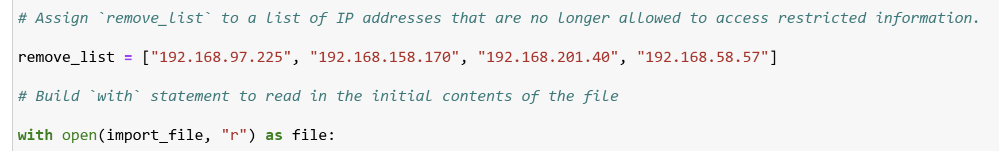 # Assign `remove_list` to a list of IP addresses that are no longer allowed to access restricted information.
remove_list = ["192.168.97.225", "192.168.158.170", "192.168.201.40", "192.168.58.57"]
# Build `with` statement to read in the initial contents of the file
with open(import_file, "r") as file: